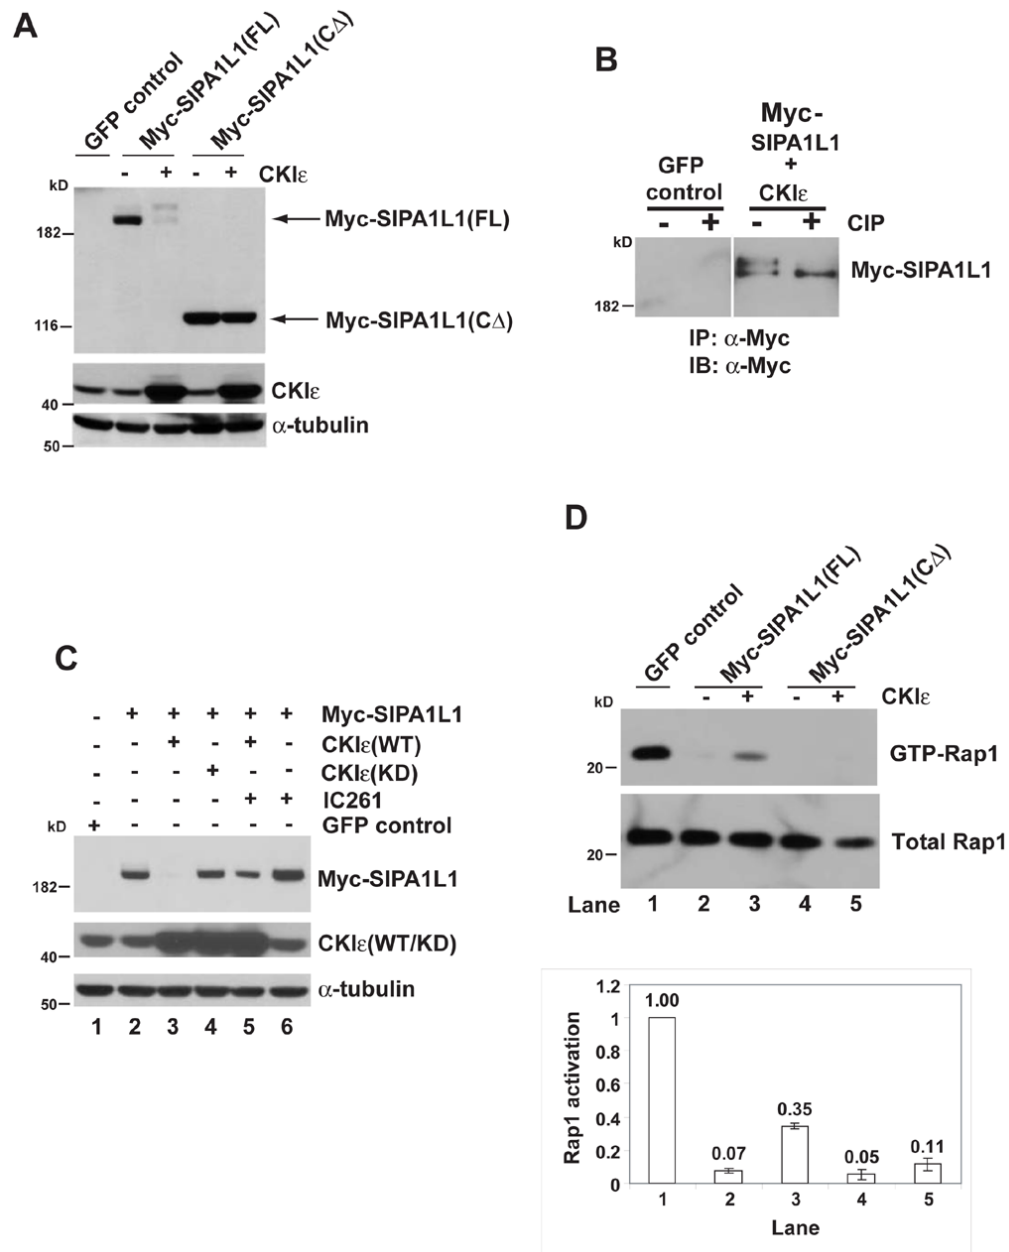 A
GFP control
Myc-SIPA1L1(FL)
Myc-SIPA1L1(CΔ)
- + - + CKIε
kD
Myc-SIPA1L1(FL)
182
116
Myc-SIPA1L1(CΔ)
CKIε
40
α-tubulin
50
B
Myc-
SIPA1L1
+
CKIε
GFP
control
- + - + CIP
kD
Myc-SIPA1L1
182
IP: α-Myc
IB: α-Myc
C
- + + + + + Myc-SIPA1L1
- - + - + - CKIε(WT)
- - - + - - CKIε(KD)
- - - - + + IC261
kD + - - - - - GFP control
Myc-SIPA1L1
182
CKIε(WT/KD)
40
α-tubulin
50
1 2 3 4 5 6
D
GFP control
Myc-SIPA1L1(FL)
Myc-SIPA1L1(CΔ)
- + - + CKIε
kD
GTP-Rap1
20
Total Rap1
20
Lane 1 2 3 4 5
Rap1 activation
1.2
1
0.8
0.6
0.4
0.2
0
1.00
0.07
0.35
0.05
0.11
1 2 3 4 5
Lane